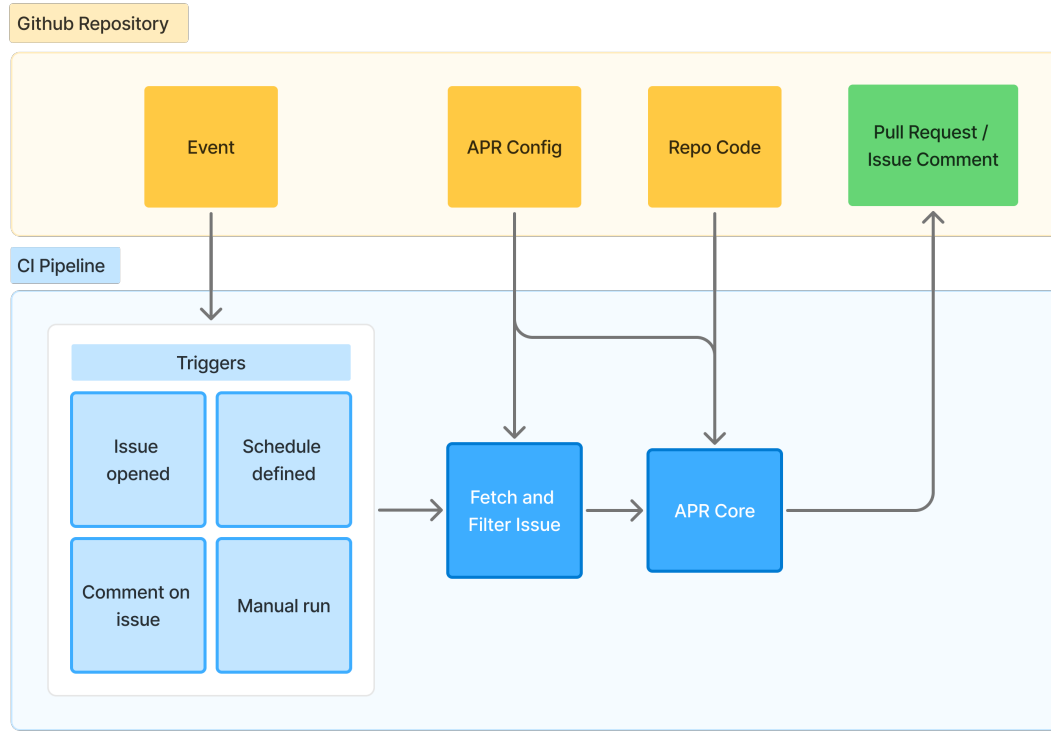 Github Repository
Event
APR Config
Repo Code
Pull Request /
Issue Comment
CI Pipeline
Triggers
Issue
opened
Schedule
defined
Comment on
issue
Manual run
Fetch and
Filter Issue
APR Core